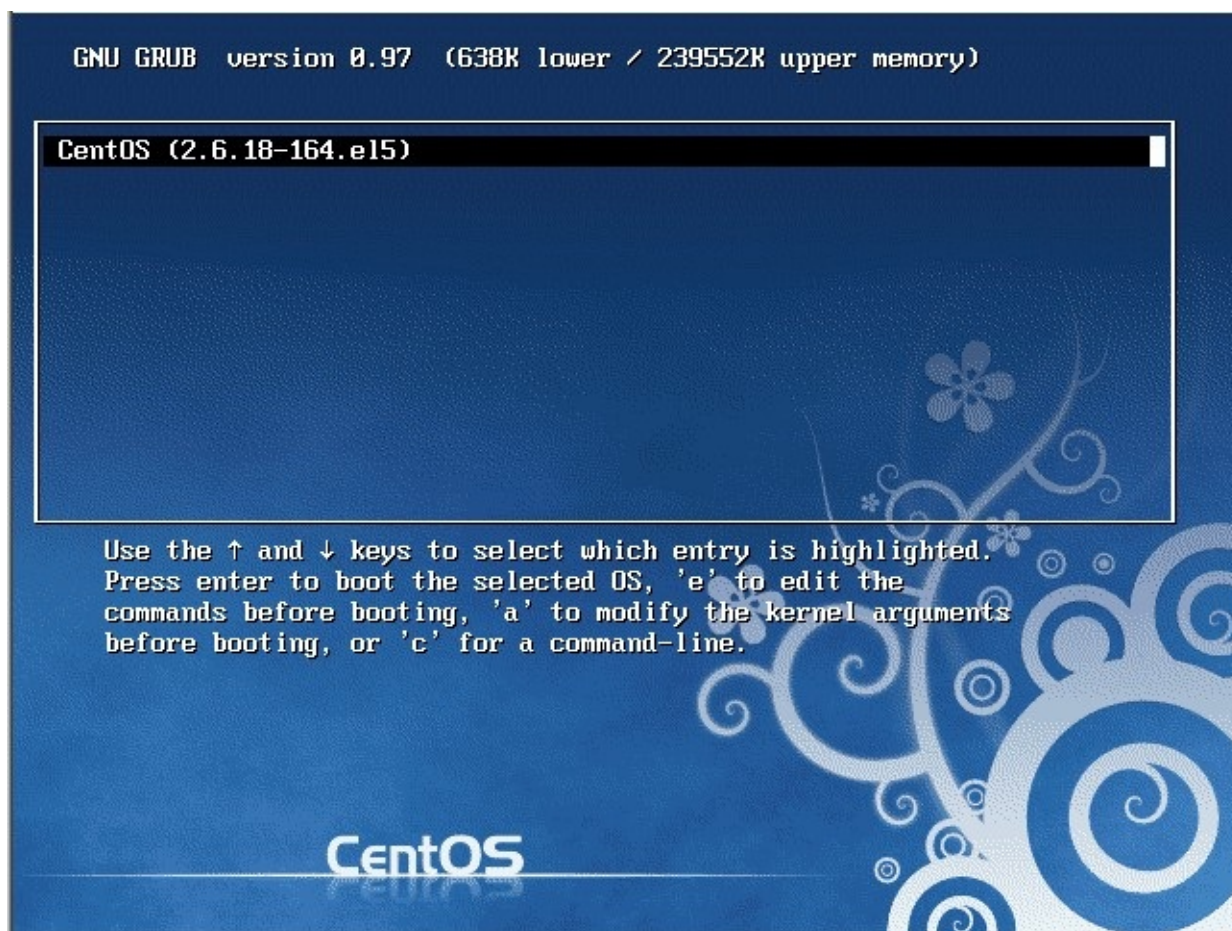 GNU GRUB  version 0.97  (638K lower / 239552K upper memory)
CentOS (2.6.18-164.el5)
Use the ↑ and ↓ keys to select which entry is highlighted.
Press enter to boot the selected OS, 'e' to edit the
commands before booting, 'a' to modify the kernel arguments
before booting, or 'c' for a command-line.
CentOS